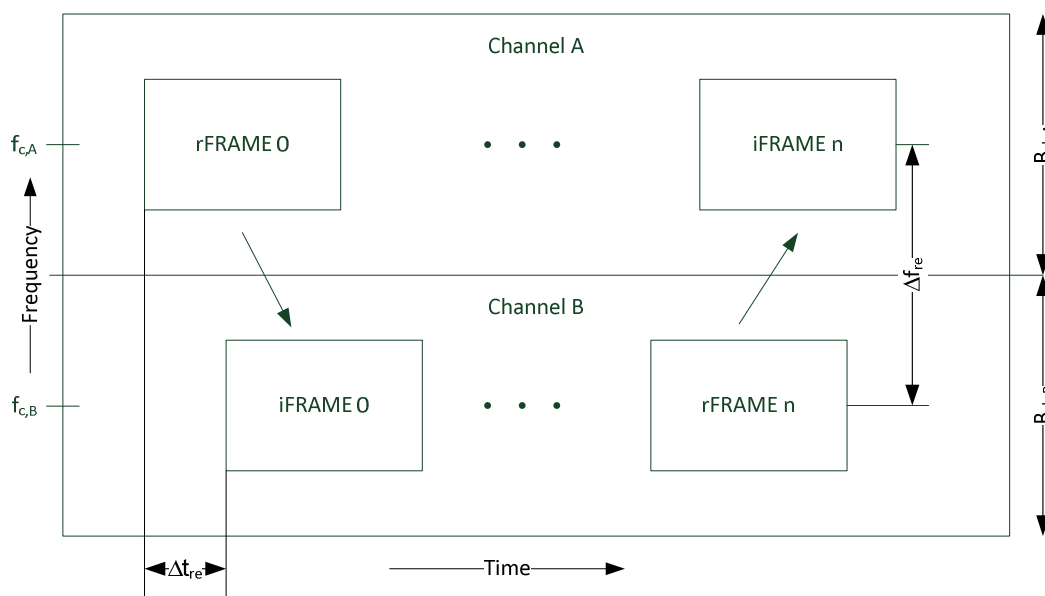 Channel A
rFRAME 0
iFRAME n
fc,A
Frequency
Δfre
Channel B
iFRAME 0
rFRAME n
fc,B
Δtre
Time